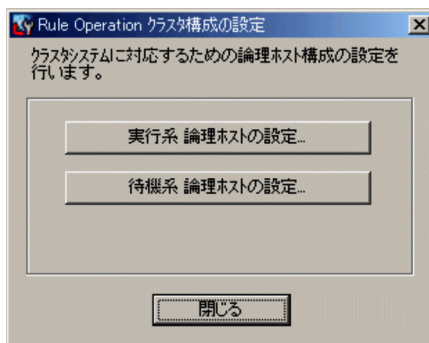 Rule Operation クラスタ構成の設定
クラスタシステムに対応するための論理ホスト構成の設定を
行います。
実行系 論理ホストの設定...
待機系 論理ホストの設定...
閉じる